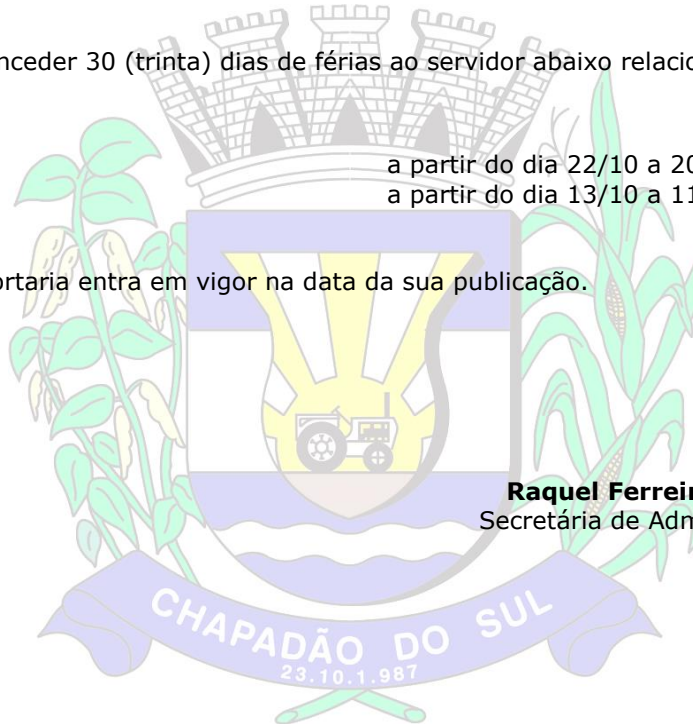 nceder 30 (trinta) dias de férias ao servidor abaixo relacio
a partir do dia 22/10 a 20
a partir do dia 13/10 a 11
ortaria entra em vigor na data da sua publicação.
Raquel Ferreir
Secretária de Adm
CHAPADÃO DO SUL
23.10.1.987